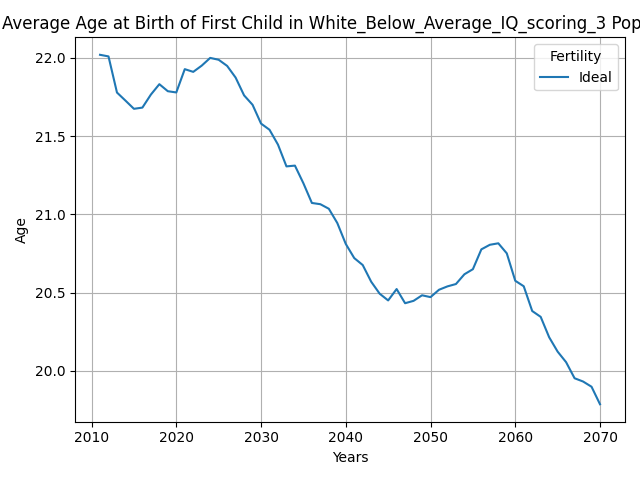 Average Age at Birth of First Child in White_Below_Average_IQ_scoring_3 Pop
Fertility
Ideal
22.0
21.5
21.0
20.5
20.0
Age
2010 2020 2030 2040 2050 2060 2070
Years